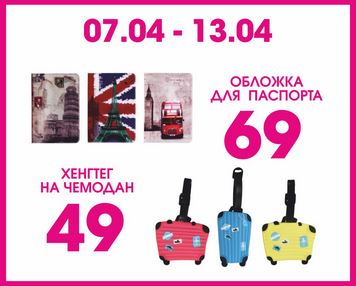 07.04 - 13.04
ОБЛОЖКА
ДЛЯ ПАСПОРТА
69
ХЕНГТЕГ
НА ЧЕМОДАН
49